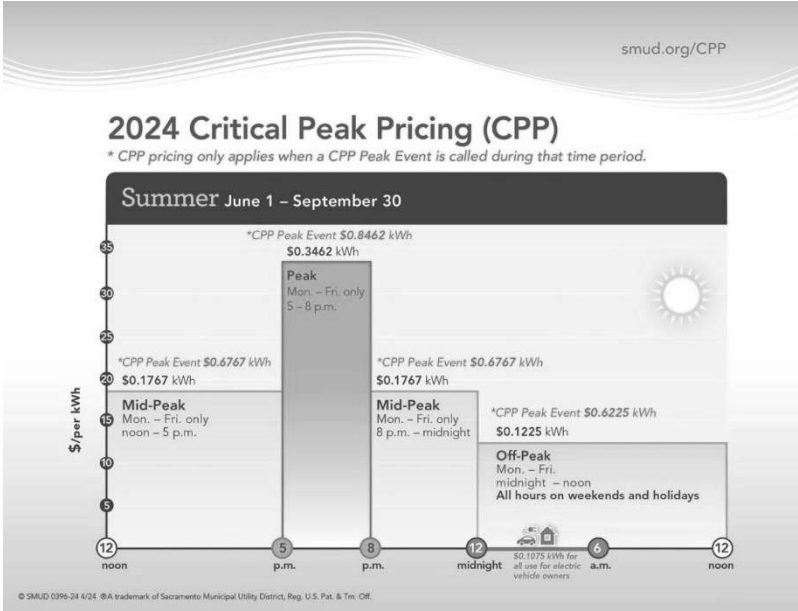 smud.org/CPP
2024 Critical Peak Pricing (CPP)
* CPP pricing only applies when a CPP Peak Event is called during that time period.
Summer June 1 – September 30
*CPP Peak Event $0.8462 kWh
$0.3462 kWh
Peak
Mon. – Fri. only
5 – 8 p.m.
*CPP Peak Event $0.6767 kWh
$0.1767 kWh
Mid-Peak
Mon. – Fri. only
noon – 5 p.m.
*CPP Peak Event $0.6767 kWh
$0.1767 kWh
Mid-Peak
Mon. – Fri. only
8 p.m. – midnight
*CPP Peak Event $0.6225 kWh
$0.1225 kWh
Off-Peak
Mon. – Fri.
midnight – noon
All hours on weekends and holidays
$/per kWh
35
30
25
20
15
10
5
12 5 8 12 6 12
noon p.m. p.m. midnight a.m. noon
$0.1075 kWh for
all use for electric
vehicle owners
© SMUD 0396-24 4/24 ®A trademark of Sacramento Municipal Utility District, Reg. U.S. Pat. & Tm. Off.